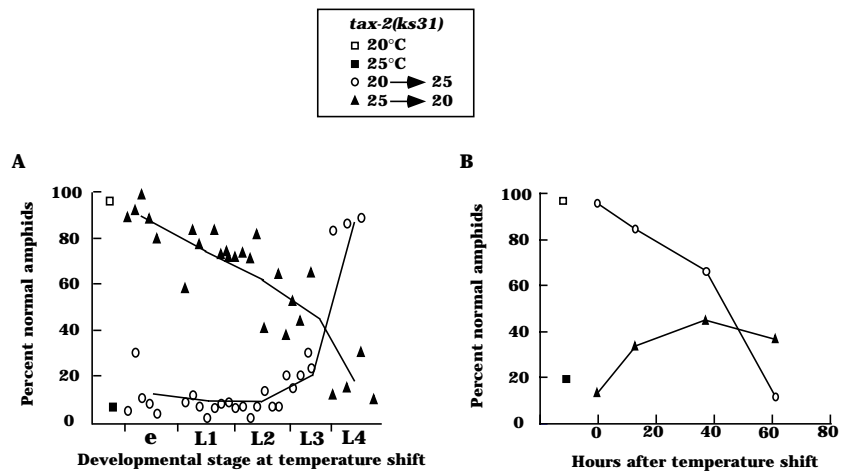 tax-2(ks31)
20°C
25°C
20 → 25
25 → 20
A
Percent normal amphids
100
80
60
40
20
0
e L1 L2 L3 L4
Developmental stage at temperature shift
B
Percent normal amphids
100
80
60
40
20
0
0 20 40 60 80
Hours after temperature shift